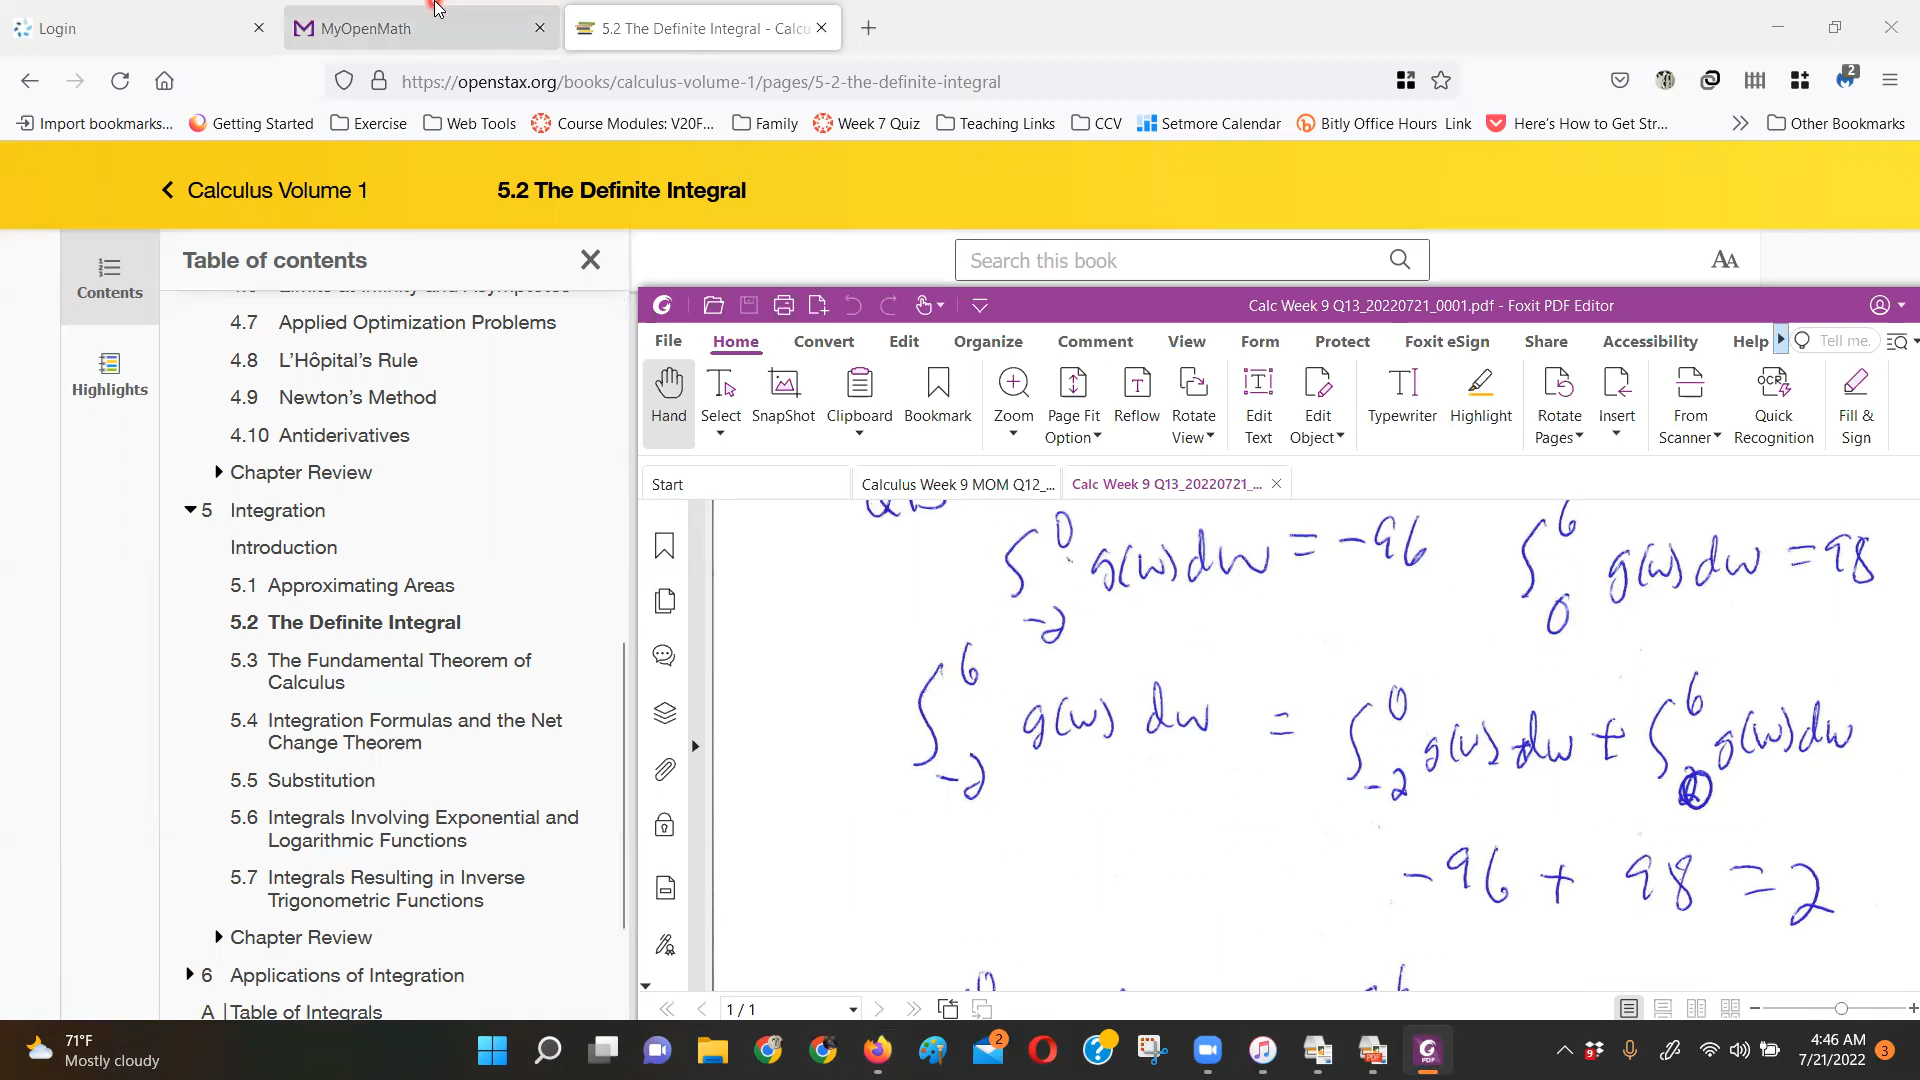 Login
MyOpenMath
5.2 The Definite Integral - Calcu
https://openstax.org/books/calculus-volume-1/pages/5-2-the-definite-integral
2
Import bookmarks... Getting Started Exercise Web Tools Course Modules: V20F... Family Week 7 Quiz Teaching Links CCV Setmore Calendar Bitly Office Hours Link Here's How to Get Str... Other Bookmarks
Calculus Volume 1 5.2 The Definite Integral
Contents
Highlights
Table of contents
Search this book
AA
4.7 Applied Optimization Problems
4.8 L'Hôpital's Rule
4.9 Newton's Method
4.10 Antiderivatives
Chapter Review
5 Integration
Introduction
5.1 Approximating Areas
5.2 The Definite Integral
5.3 The Fundamental Theorem of
Calculus
5.4 Integration Formulas and the Net
Change Theorem
5.5 Substitution
5.6 Integrals Involving Exponential and
Logarithmic Functions
5.7 Integrals Resulting in Inverse
Trigonometric Functions
Chapter Review
6 Applications of Integration
A | Table of Integrals
Calc Week 9 Q13_20220721_0001.pdf - Foxit PDF Editor
File Home Convert Edit Organize Comment View Form Protect Foxit eSign Share Accessibility Help Tell me.
Hand Select SnapShot Clipboard Bookmark Zoom Page Fit Option Reflow Rotate View Edit Text Edit Object Typewriter Highlight Rotate Pages Insert From Scanner Quick Recognition Fill & Sign
Start Calculus Week 9 MOM Q12_... Calc Week 9 Q13_20220721_...
∫_{-2}^{0} g(w) dw = -96 ∫_{0}^{6} g(w) dw = 98
∫_{-2}^{6} g(w) dw = ∫_{-2}^{0} g(w) dw + ∫_{0}^{6} g(w) dw
-96 + 98 = 2
1 / 1
71°F
Mostly cloudy
2
9
4:46 AM
7/21/2022
3